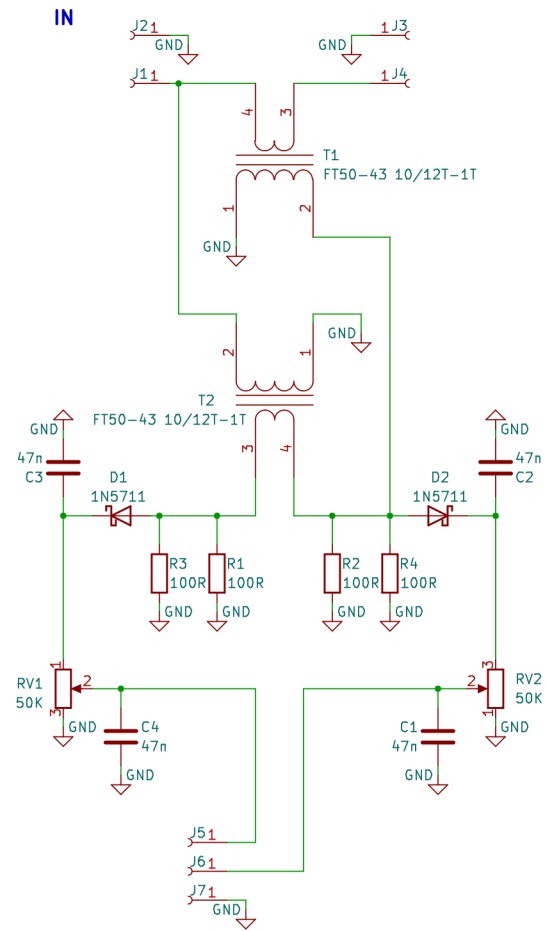 IN
J2 1
GND
GND
1 J3
J1 1
1 J4
4
3
T1
FT50-43 10/12T-1T
1
2
GND
GND
2
1
T2
FT50-43 10/12T-1T
3
4
GND
47n
C3
D1
1N5711
D2
1N5711
GND
47n
C2
R3
100R
R1
100R
R2
100R
R4
100R
GND
GND
GND
GND
RV1
50K
1
2
3
GND
C4
47n
GND
RV2
50K
3
2
1
GND
C1
47n
GND
J5 1
J6 1
J7 1
GND